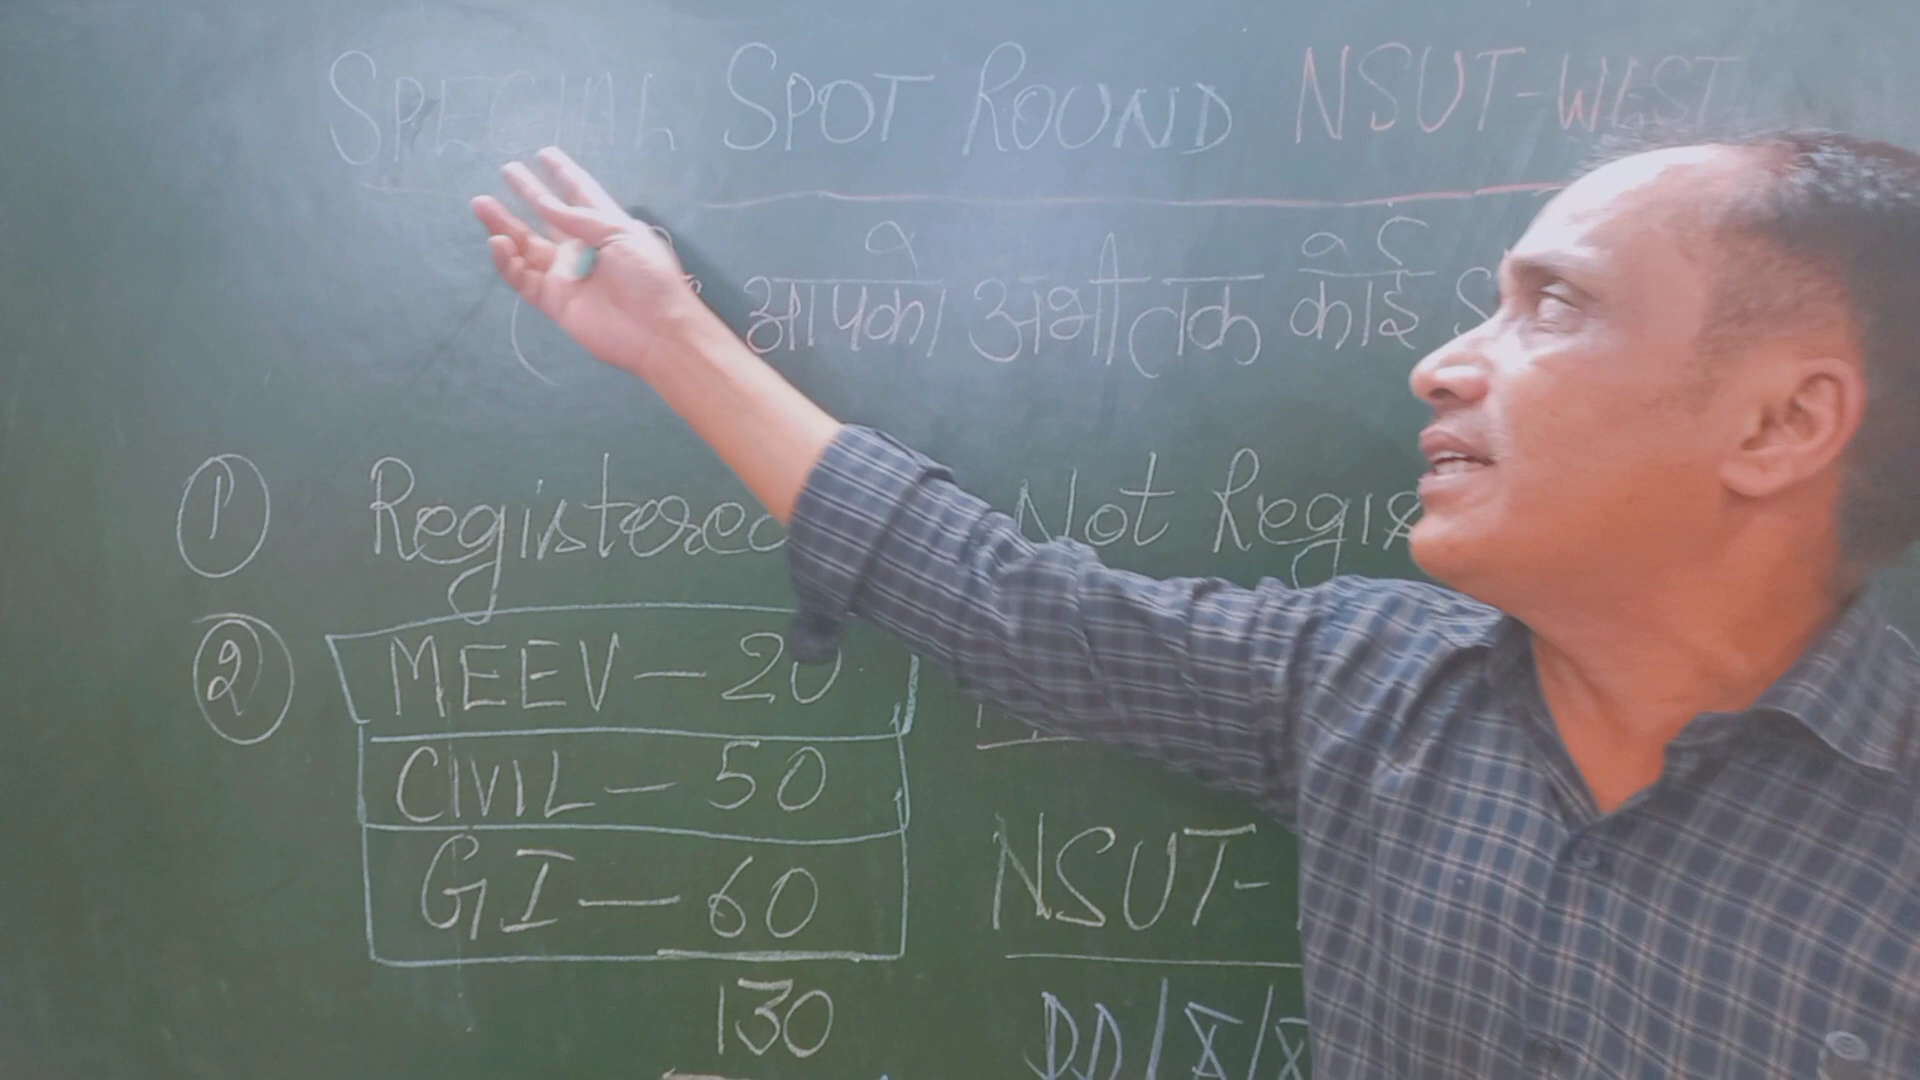 SPECIAL SPOT ROUND NSUT-WEST
आपको अभी तक कोई
① Registered Not
② MEEV - 20
CIVIL - 50
GI - 60
130
NSUT-
DD/X/X